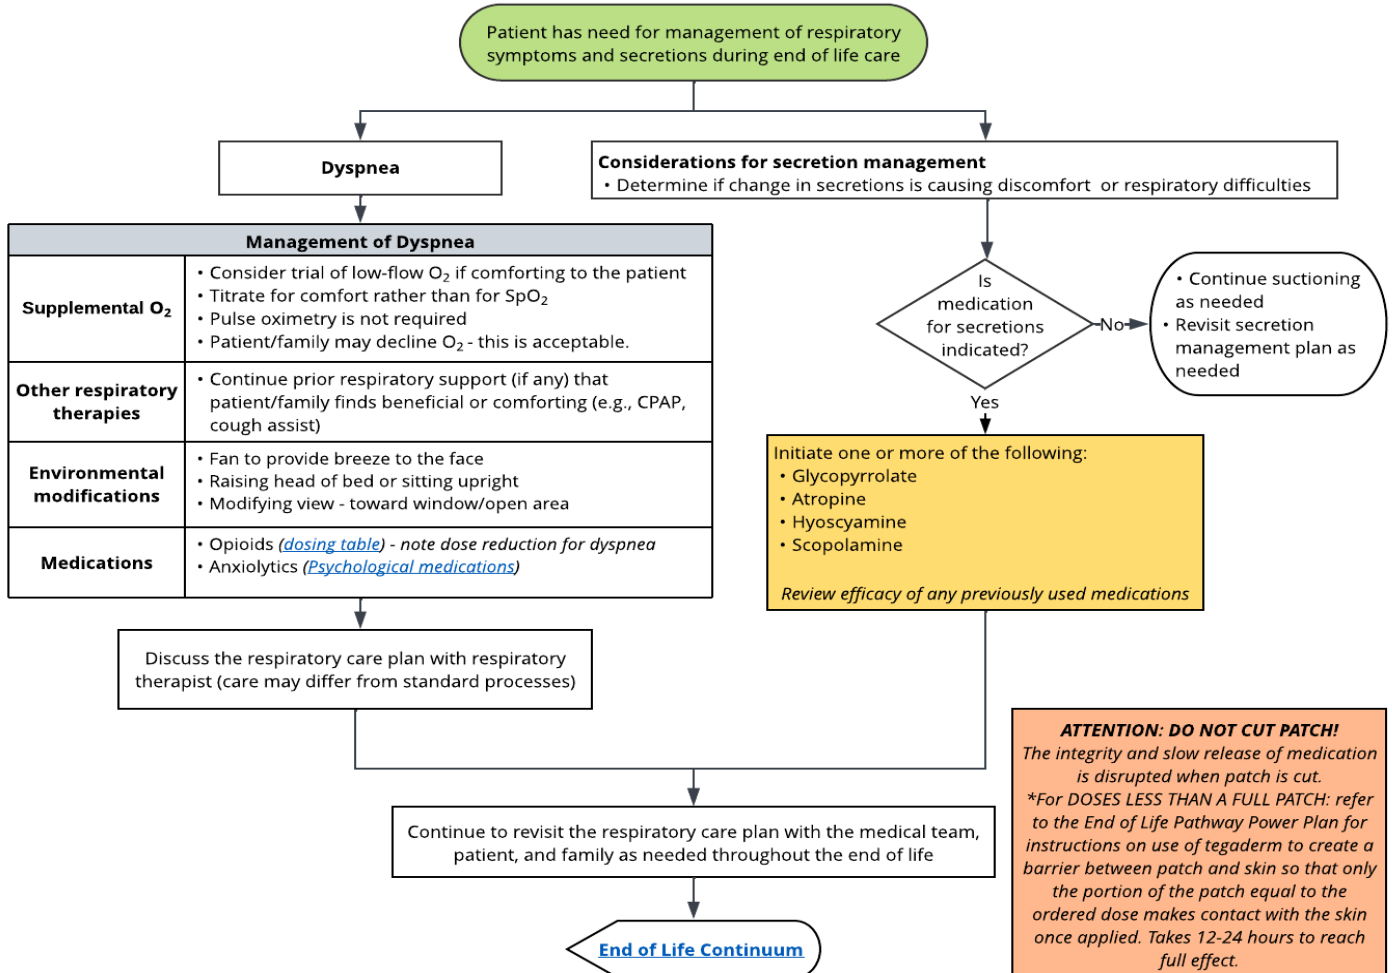 Patient has need for management of respiratory
symptoms and secretions during end of life care
Dyspnea
Management of Dyspnea
Supplemental O₂
• Consider trial of low-flow O₂ if comforting to the patient
• Titrate for comfort rather than for SpO₂
• Pulse oximetry is not required
• Patient/family may decline O₂ - this is acceptable.
Other respiratory
therapies
• Continue prior respiratory support (if any) that
patient/family finds beneficial or comforting (e.g., CPAP,
cough assist)
Environmental
modifications
• Fan to provide breeze to the face
• Raising head of bed or sitting upright
• Modifying view - toward window/open area
Medications
• Opioids (dosing table) - note dose reduction for dyspnea
• Anxiolytics (Psychological medications)
Discuss the respiratory care plan with respiratory
therapist (care may differ from standard processes)
Considerations for secretion management
• Determine if change in secretions is causing discomfort or respiratory difficulties
Is
medication
for secretions
indicated?
No
• Continue suctioning
as needed
• Revisit secretion
management plan as
needed
Yes
Initiate one or more of the following:
• Glycopyrrolate
• Atropine
• Hyoscyamine
• Scopolamine
Review efficacy of any previously used medications
Continue to revisit the respiratory care plan with the medical team,
patient, and family as needed throughout the end of life
End of Life Continuum
ATTENTION: DO NOT CUT PATCH!
The integrity and slow release of medication
is disrupted when patch is cut.
*For DOSES LESS THAN A FULL PATCH: refer
to the End of Life Pathway Power Plan for
instructions on use of tegaderm to create a
barrier between patch and skin so that only
the portion of the patch equal to the
ordered dose makes contact with the skin
once applied. Takes 12-24 hours to reach
full effect.